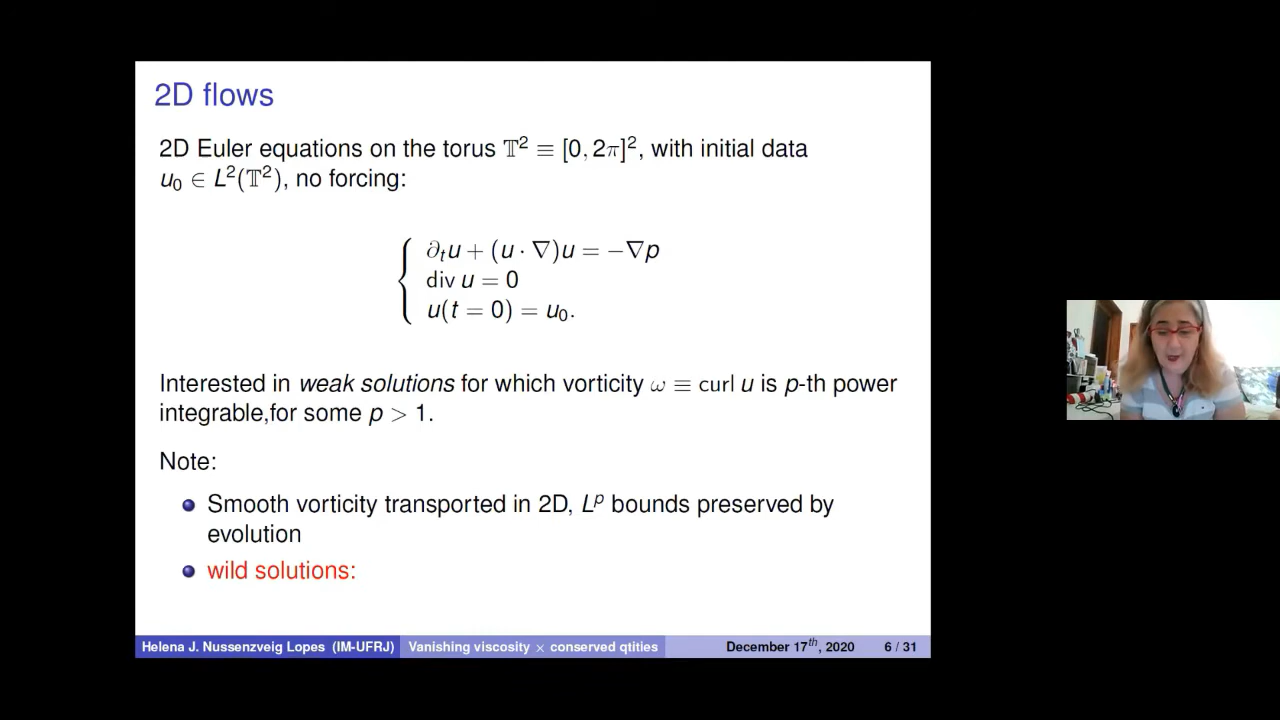 2D flows
2D Euler equations on the torus 𝕋² ≡ [0, 2π]², with initial data
u₀ ∈ L²(𝕋²), no forcing:
∂ₜu + (u · ∇)u = −∇p
div u = 0
u(t = 0) = u₀.
Interested in weak solutions for which vorticity ω ≡ curl u is p-th power
integrable,for some p > 1.
Note:
Smooth vorticity transported in 2D, Lᵖ bounds preserved by
evolution
wild solutions:
Helena J. Nussenzveig Lopes (IM-UFRJ) Vanishing viscosity × conserved qtities December 17ᵗʰ, 2020 6 / 31